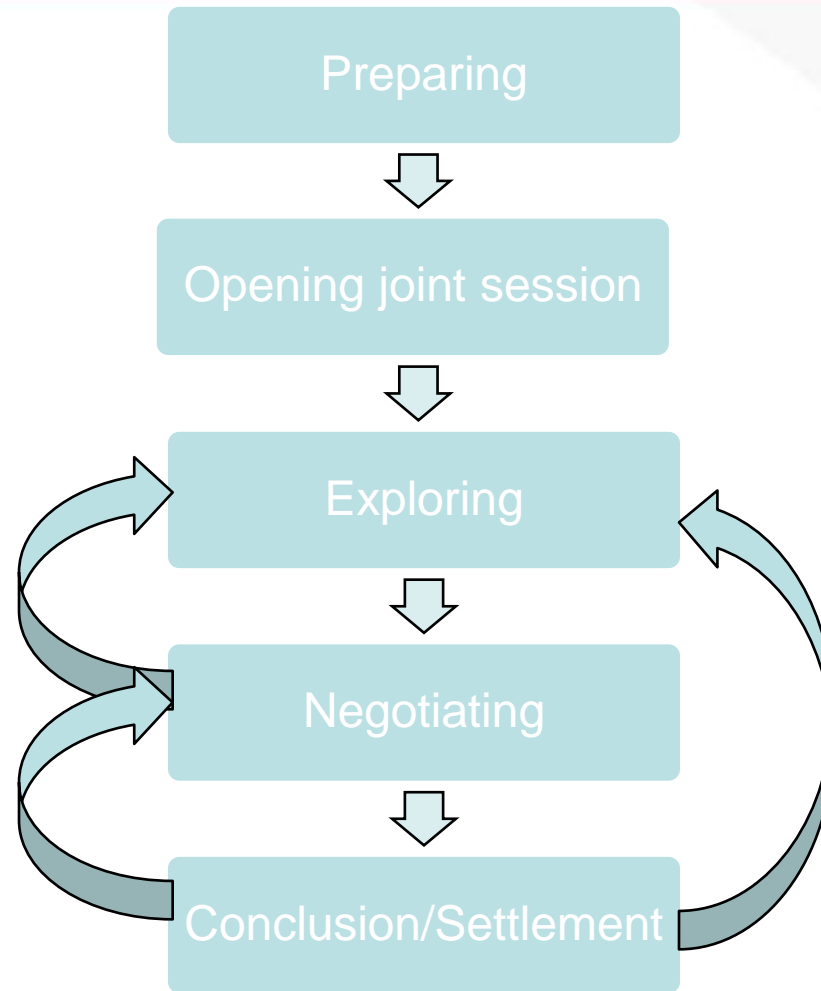 Preparing
Opening joint session
Exploring
Negotiating
Conclusion/Settlement